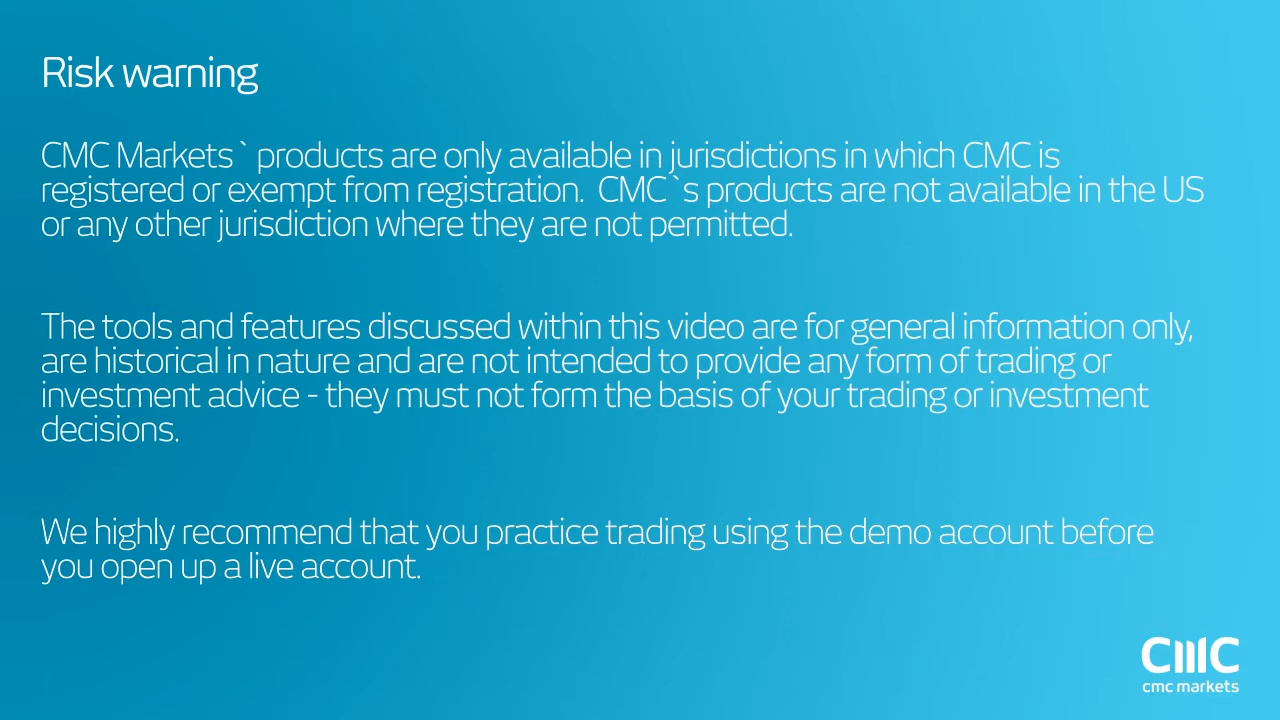 Risk warning
CMC Markets` products are only available in jurisdictions in which CMC is
registered or exempt from registration.  CMC`s products are not available in the US
or any other jurisdiction where they are not permitted.
The tools and features discussed within this video are for general information only,
are historical in nature and are not intended to provide any form of trading or
investment advice - they must not form the basis of your trading or investment
decisions.
We highly recommend that you practice trading using the demo account before
you open up a live account.
CMC
cmc markets